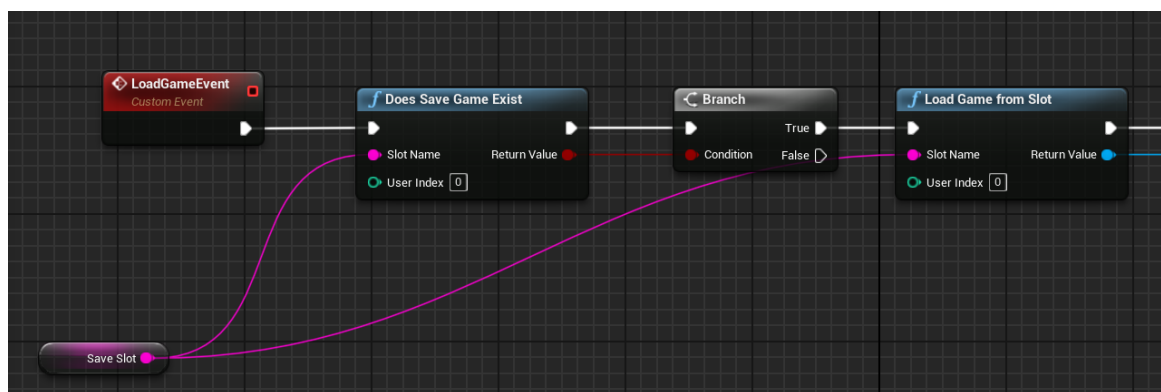 LoadGameEvent
Custom Event
Does Save Game Exist
Slot Name
Return Value
User Index
0
Branch
True
Condition
False
Load Game from Slot
Slot Name
Return Value
User Index
0
Save Slot